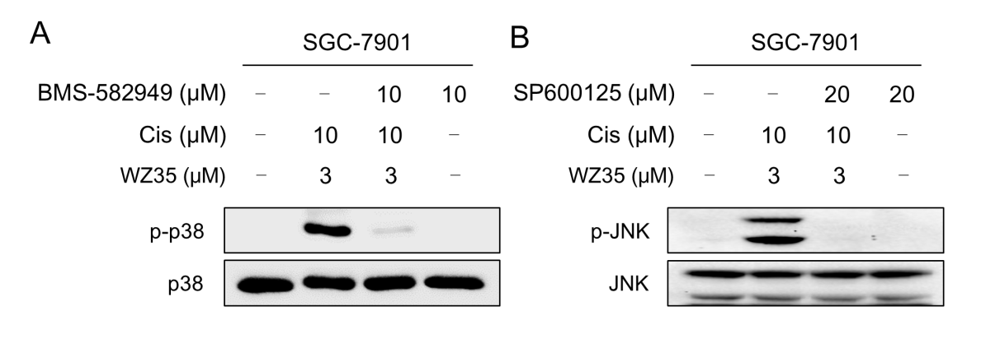 A
SGC-7901
BMS-582949 (μM) – – 10 10
Cis (μM) – 10 10 –
WZ35 (μM) – 3 3 –
p-p38
p38
B
SGC-7901
SP600125 (μM) – – 20 20
Cis (μM) – 10 10 –
WZ35 (μM) – 3 3 –
p-JNK
JNK